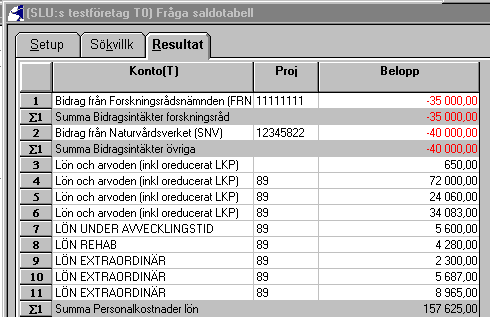 (SLU:s testföretag T0) Fråga saldotabell
Setup Sökvillk Resultat
Konto(T) Proj Belopp
1 Bidrag från Forskningsrådsnämnden (FRN 11111111 -35 000,00
Σ1 Summa Bidragsintäkter forskningsråd -35 000,00
2 Bidrag från Naturvårdsverket (SNV) 12345822 -40 000,00
Σ1 Summa Bidragsintäkter övriga -40 000,00
3 Lön och arvoden (inkl oreducerat LKP) 650,00
4 Lön och arvoden (inkl oreducerat LKP) 89 72 000,00
5 Lön och arvoden (inkl oreducerat LKP) 89 24 060,00
6 Lön och arvoden (inkl oreducerat LKP) 89 34 083,00
7 LÖN UNDER AVVECKLINGSTID 89 5 600,00
8 LÖN REHAB 89 4 280,00
9 LÖN EXTRAORDINÄR 89 2 300,00
10 LÖN EXTRAORDINÄR 89 5 687,00
11 LÖN EXTRAORDINÄR 89 8 965,00
Σ1 Summa Personalkostnader lön 157 625,00